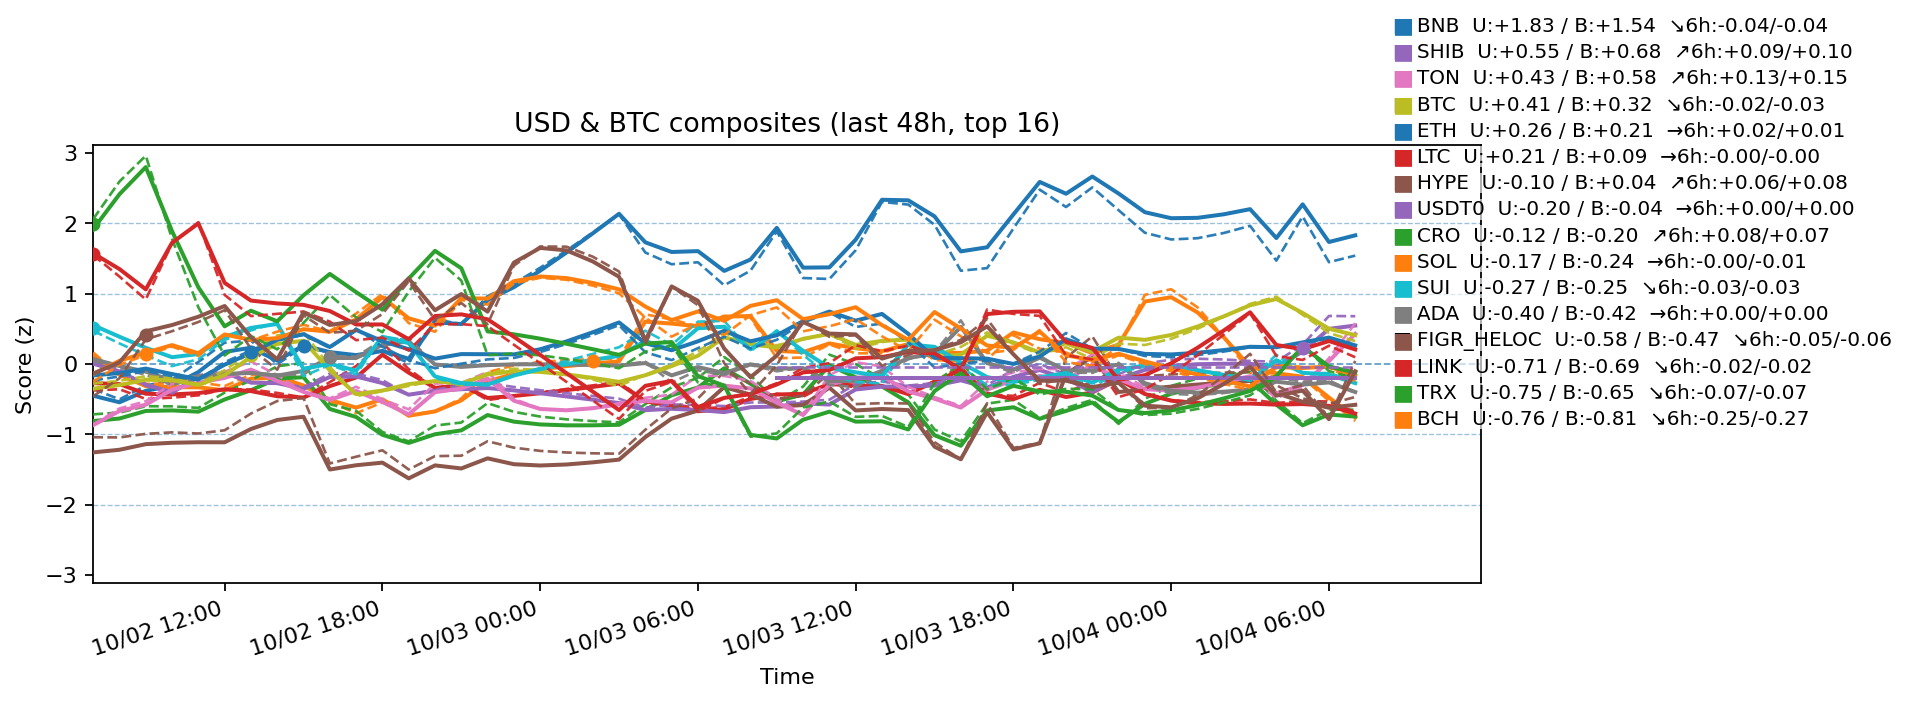 BNB  U:+1.83 / B:+1.54  ↘6h:-0.04/-0.04
SHIB  U:+0.55 / B:+0.68  ↗6h:+0.09/+0.10
TON  U:+0.43 / B:+0.58  ↗6h:+0.13/+0.15
BTC  U:+0.41 / B:+0.32  ↘6h:-0.02/-0.03
ETH  U:+0.26 / B:+0.21  →6h:+0.02/+0.01
LTC  U:+0.21 / B:+0.09  →6h:-0.00/-0.00
HYPE  U:-0.10 / B:+0.04  ↗6h:+0.06/+0.08
USDT0  U:-0.20 / B:-0.04  →6h:+0.00/+0.00
CRO  U:-0.12 / B:-0.20  ↗6h:+0.08/+0.07
SOL  U:-0.17 / B:-0.24  →6h:-0.00/-0.01
SUI  U:-0.27 / B:-0.25  ↘6h:-0.03/-0.03
ADA  U:-0.40 / B:-0.42  →6h:+0.00/+0.00
FIGR_HELOC  U:-0.58 / B:-0.47  ↘6h:-0.05/-0.06
LINK  U:-0.71 / B:-0.69  ↘6h:-0.02/-0.02
TRX  U:-0.75 / B:-0.65  ↘6h:-0.07/-0.07
BCH  U:-0.76 / B:-0.81  ↘6h:-0.25/-0.27
USD & BTC composites (last 48h, top 16)
Score (z)
3
2
1
0
−1
−2
−3
10/02 12:00
10/02 18:00
10/03 00:00
10/03 06:00
10/03 12:00
10/03 18:00
10/04 00:00
10/04 06:00
Time